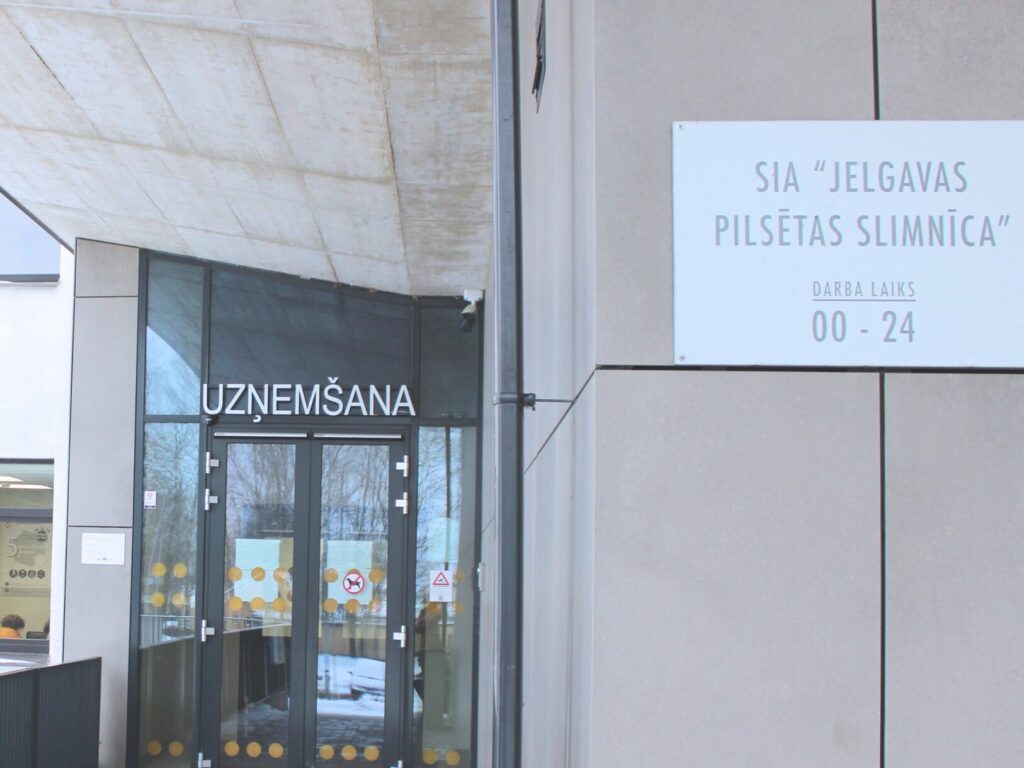 SIA “JELGAVAS
PILSĒTAS SLIMNĪCA”
DARBA LAIKS
00 - 24
UZŅEMŠANA